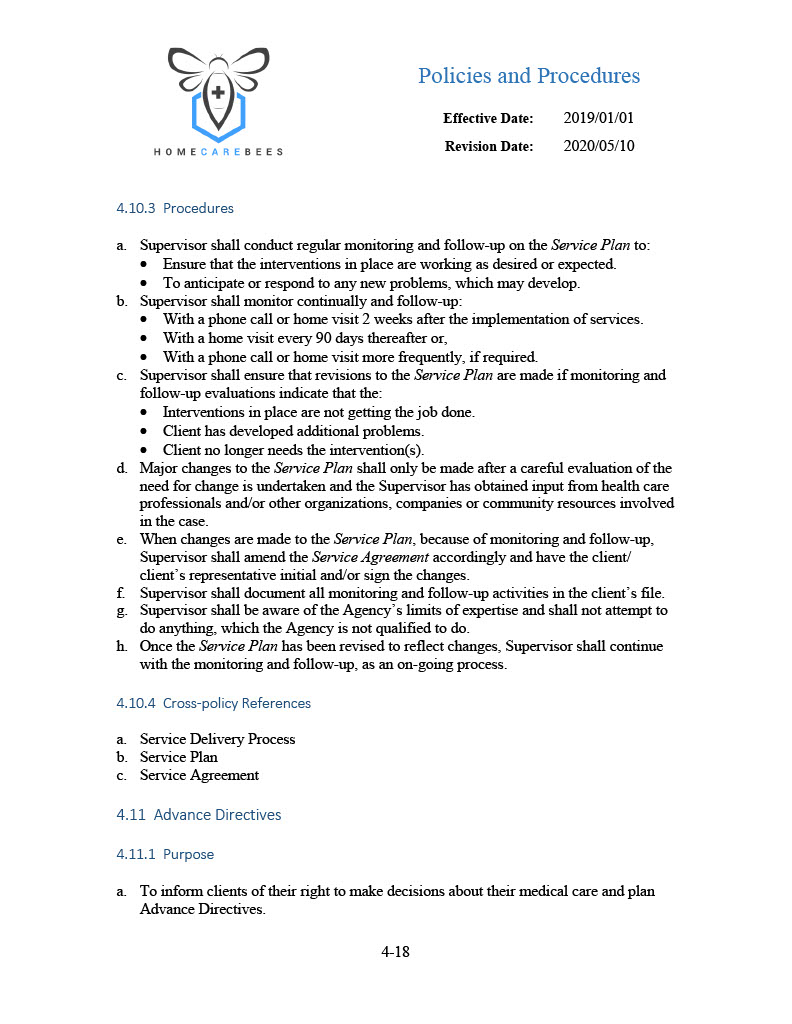 HOMECAREBEES
Policies and Procedures
Effective Date: 2019/01/01
Revision Date: 2020/05/10
4.10.3 Procedures
a. Supervisor shall conduct regular monitoring and follow-up on the Service Plan to:
• Ensure that the interventions in place are working as desired or expected.
• To anticipate or respond to any new problems, which may develop.
b. Supervisor shall monitor continually and follow-up:
• With a phone call or home visit 2 weeks after the implementation of services.
• With a home visit every 90 days thereafter or,
• With a phone call or home visit more frequently, if required.
c. Supervisor shall ensure that revisions to the Service Plan are made if monitoring and
follow-up evaluations indicate that the:
• Interventions in place are not getting the job done.
• Client has developed additional problems.
• Client no longer needs the intervention(s).
d. Major changes to the Service Plan shall only be made after a careful evaluation of the
need for change is undertaken and the Supervisor has obtained input from health care
professionals and/or other organizations, companies or community resources involved
in the case.
e. When changes are made to the Service Plan, because of monitoring and follow-up,
Supervisor shall amend the Service Agreement accordingly and have the client/
client’s representative initial and/or sign the changes.
f. Supervisor shall document all monitoring and follow-up activities in the client’s file.
g. Supervisor shall be aware of the Agency’s limits of expertise and shall not attempt to
do anything, which the Agency is not qualified to do.
h. Once the Service Plan has been revised to reflect changes, Supervisor shall continue
with the monitoring and follow-up, as an on-going process.
4.10.4 Cross-policy References
a. Service Delivery Process
b. Service Plan
c. Service Agreement
4.11 Advance Directives
4.11.1 Purpose
a. To inform clients of their right to make decisions about their medical care and plan
Advance Directives.
4-18